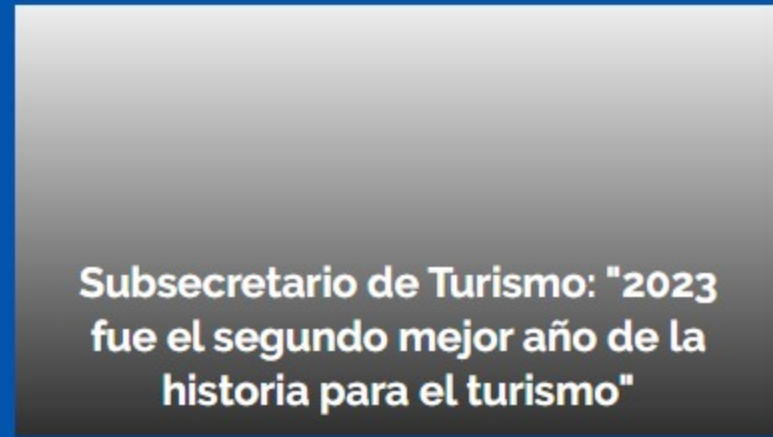 Subsecretario de Turismo: "2023
fue el segundo mejor año de la
historia para el turismo"